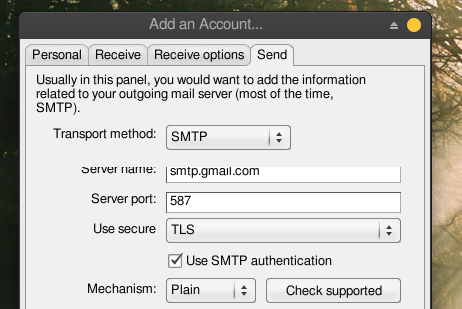 Add an Account...
Personal Receive Receive options Send
Usually in this panel, you would want to add the information
related to your outgoing mail server (most of the time,
SMTP).
Transport method: SMTP
Server name: smtp.gmail.com
Server port: 587
Use secure TLS
Use SMTP authentication
Mechanism: Plain Check supported